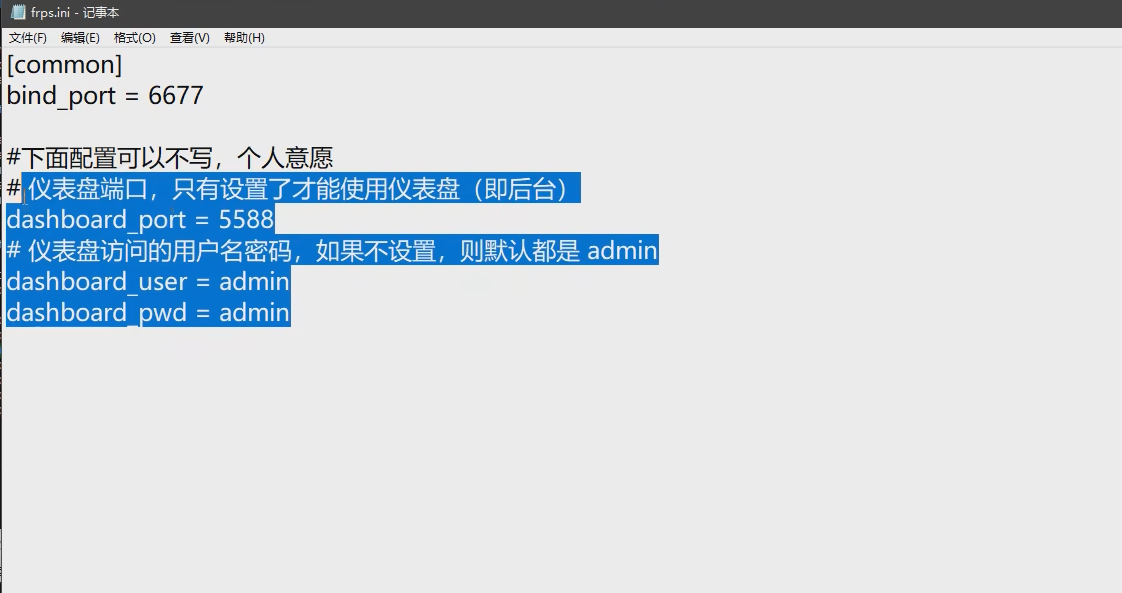 frps.ini - 记事本
文件(F) 编辑(E) 格式(O) 查看(V) 帮助(H)
[common]
bind_port = 6677
#下面配置可以不写，个人意愿
# 仪表盘端口，只有设置了才能使用仪表盘（即后台）
dashboard_port = 5588
# 仪表盘访问的用户名密码，如果不设置，则默认都是 admin
dashboard_user = admin
dashboard_pwd = admin